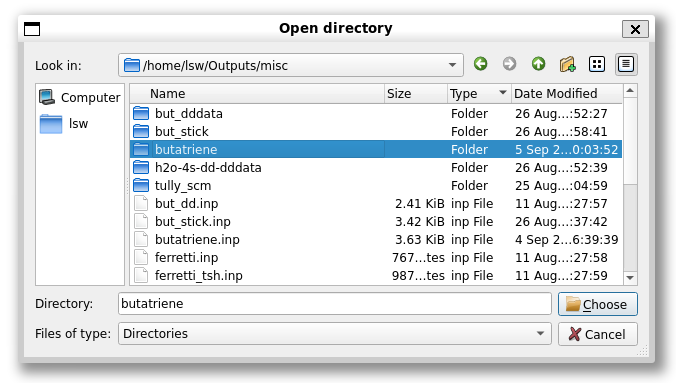 Open directory
Look in: /home/lsw/Outputs/misc
Computer
lsw
Name Size Type Date Modified
but_dddata Folder 26 Aug...:52:27
but_stick Folder 26 Aug...:58:41
butatriene Folder 5 Sep 2...0:03:52
h2o-4s-dd-dddata Folder 26 Aug...:52:39
tully_scm Folder 25 Aug...:04:59
but_dd.inp 2.41 KiB inp File 11 Aug...:27:57
but_stick.inp 3.42 KiB inp File 26 Aug...:37:42
butatriene.inp 3.63 KiB inp File 4 Sep 2...6:39:39
ferretti.inp 767...tes inp File 11 Aug...:27:58
ferretti_tsh.inp 987...tes inp File 11 Aug...:27:59
Directory: butatriene Choose
Files of type: Directories Cancel